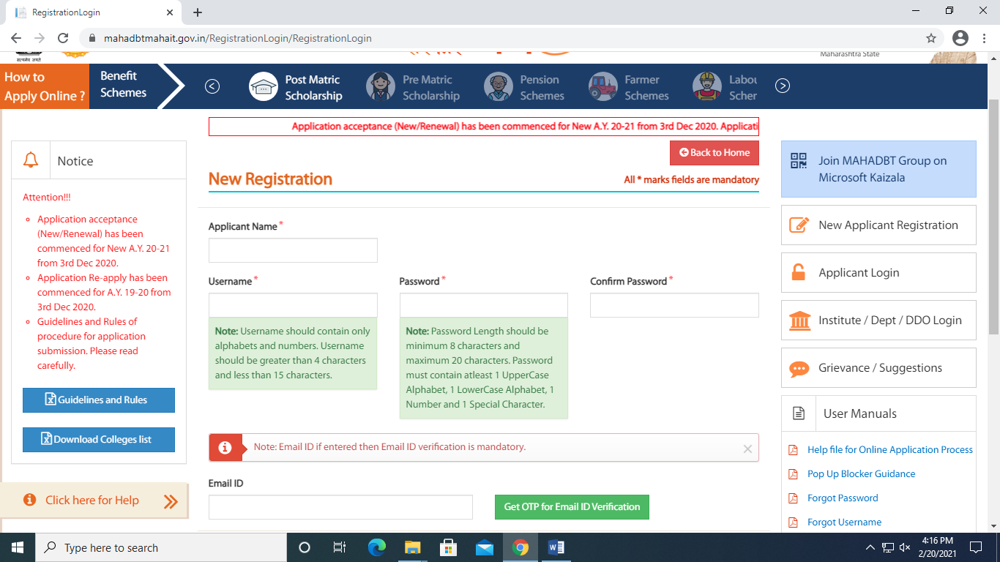 RegistrationLogin
mahadbtmahait.gov.in/RegistrationLogin/RegistrationLogin
सत्यमेव जयते
Maharashtra State
How to
Apply Online ?
Benefit
Schemes
Post Matric
Scholarship
Pre Matric
Scholarship
Pension
Schemes
Farmer
Schemes
Labou
Scher
Application acceptance (New/Renewal) has been commenced for New A.Y. 20-21 from 3rd Dec 2020. Applicati
Back to Home
Notice
Attention!!!
Application acceptance
(New/Renewal) has been
commenced for New A.Y. 20-21
from 3rd Dec 2020.
Application Re-apply has been
commenced for A.Y. 19-20 from
3rd Dec 2020.
Guidelines and Rules of
procedure for application
submission. Please read
carefully.
Guidelines and Rules
Download Colleges list
Click here for Help
New Registration
All * marks fields are mandatory
Applicant Name *
Username *
Password *
Confirm Password *
Note: Username should contain only
alphabets and numbers. Username
should be greater than 4 characters
and less than 15 characters.
Note: Password Length should be
minimum 8 characters and
maximum 20 characters. Password
must contain atleast 1 UpperCase
Alphabet, 1 LowerCase Alphabet, 1
Number and 1 Special Character.
Note: Email ID if entered then Email ID verification is mandatory.
Email ID
Get OTP for Email ID Verification
Join MAHADBT Group on
Microsoft Kaizala
New Applicant Registration
Applicant Login
Institute / Dept / DDO Login
Grievance / Suggestions
User Manuals
Help file for Online Application Process
Pop Up Blocker Guidance
Forgot Password
Forgot Username
Type here to search
4:16 PM
2/20/2021